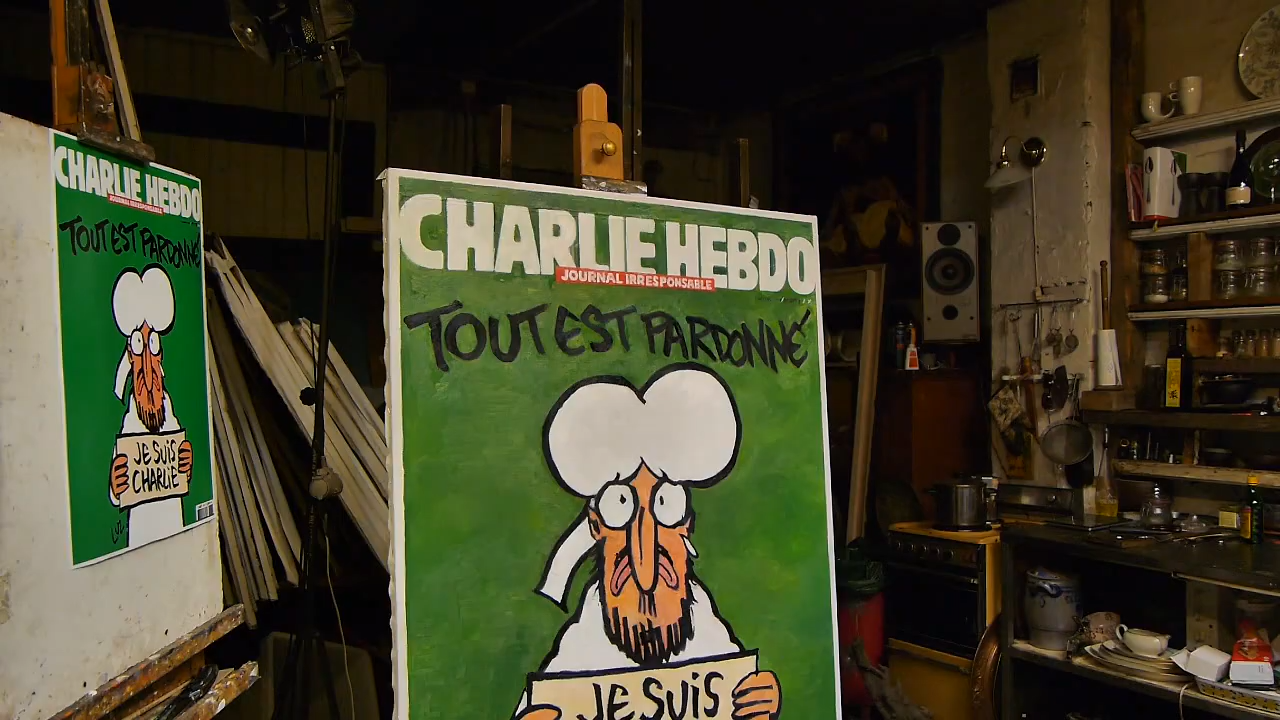 CHARLIE HEBDO
JOURNAL IRRESPONSABLE
TOUT EST PARDONNÉ
JE SUIS
CHARLIE
LUZ
CHARLIE HEBDO
JOURNAL IRRESPONSABLE
TOUT EST PARDONNÉ
JE SUIS